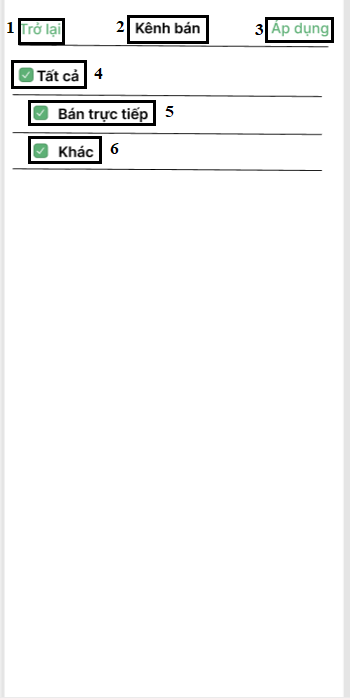 1 Trở lại 2 Kênh bán 3 Áp dụng
Tất cả 4
Bán trực tiếp 5
Khác 6